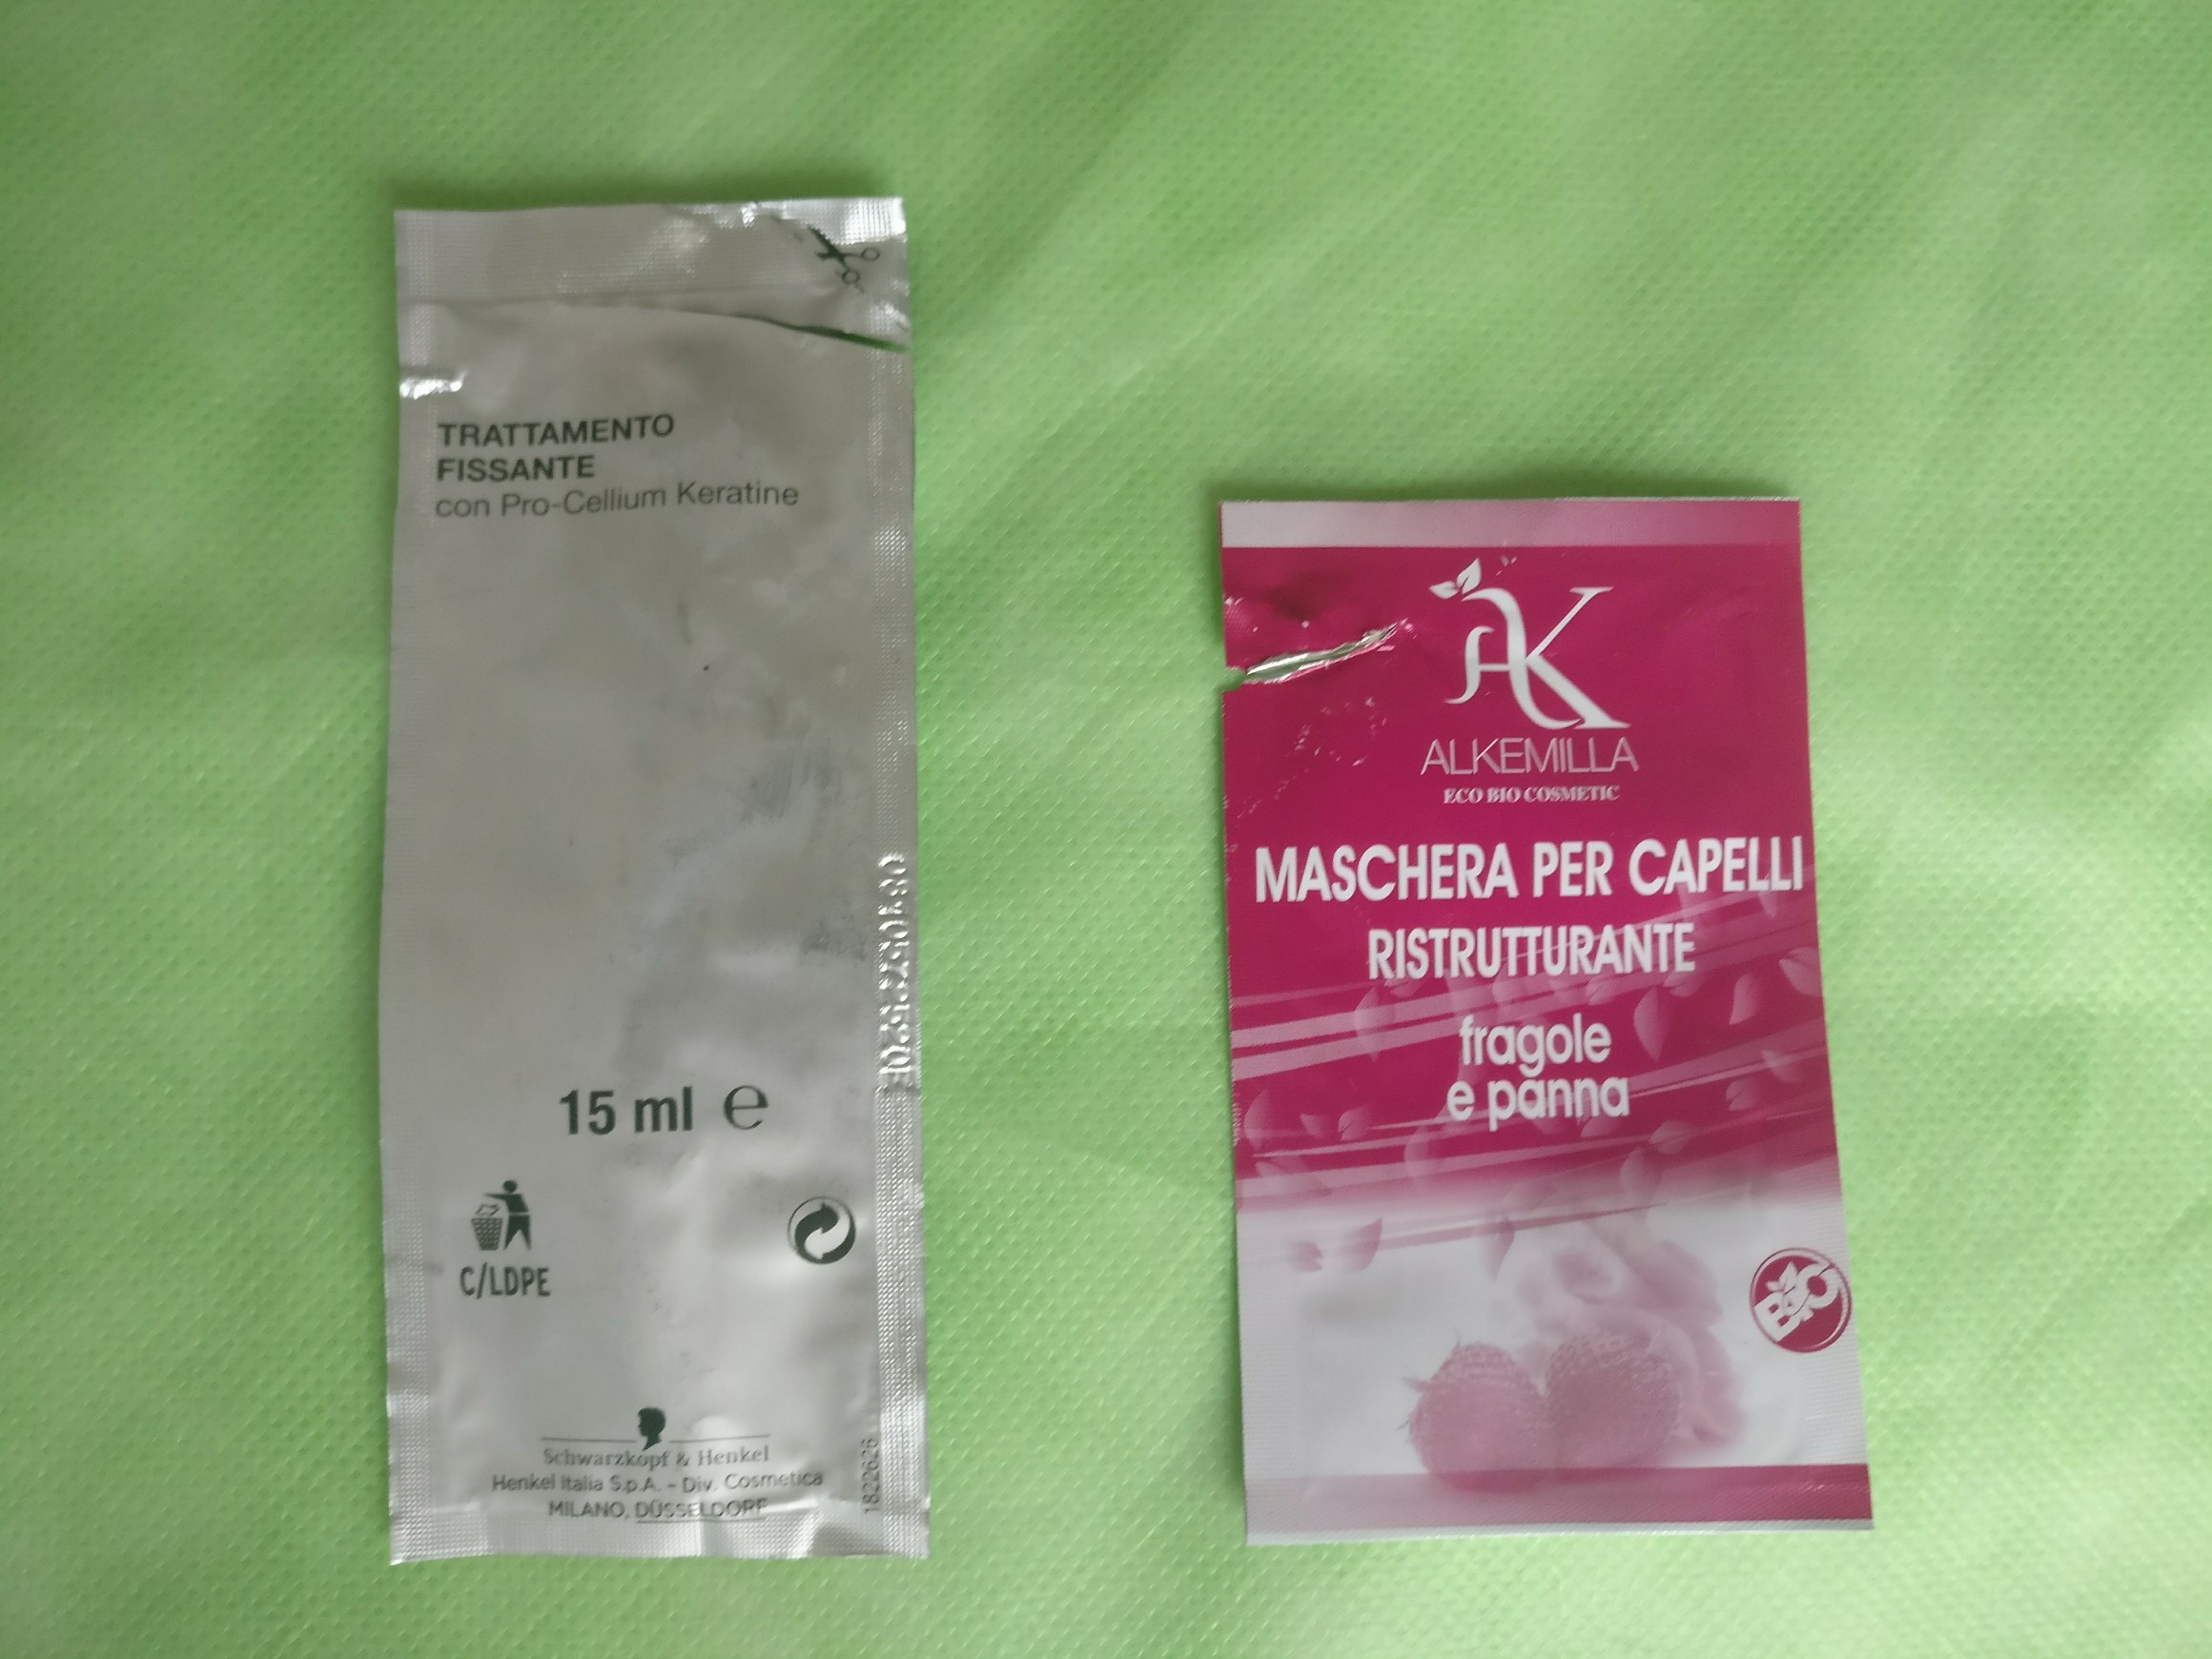 TRATTAMENTO
FISSANTE
con Pro-Cellium Keratine
15 ml ℮
C/LDPE
Schwarzkopf & Henkel
Henkel Italia S.p.A. - Div. Cosmetica
MILANO, DÜSSELDORF
1822626
AK
ALKEMILLA
ECO BIO COSMETIC
MASCHERA PER CAPELLI
RISTRUTTURANTE
fragole
e panna
BIO